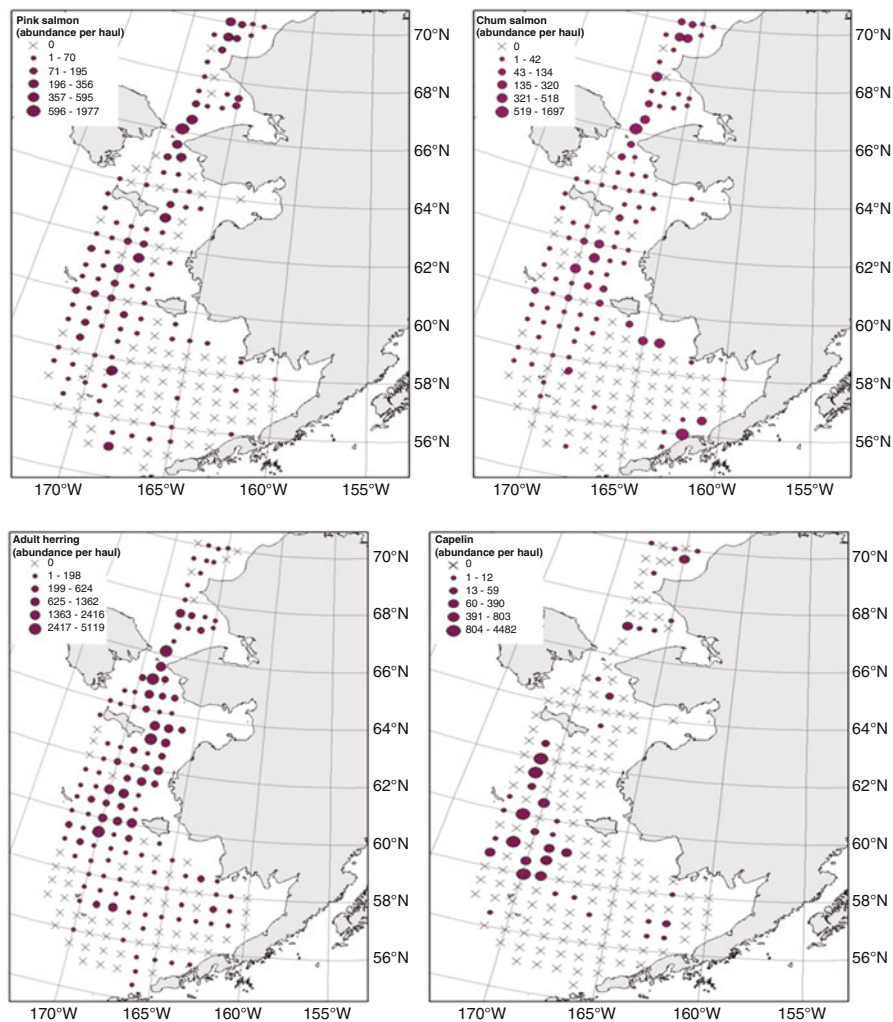 Pink salmon
(abundance per haul)
0
1 - 70
71 - 195
196 - 356
357 - 595
596 - 1977
70°N
68°N
66°N
64°N
62°N
60°N
58°N
56°N
170°W 165°W 160°W 155°W
Chum salmon
(abundance per haul)
0
1 - 42
43 - 134
135 - 320
321 - 518
519 - 1697
70°N
68°N
66°N
64°N
62°N
60°N
58°N
56°N
170°W 165°W 160°W 155°W
Adult herring
(abundance per haul)
0
1 - 198
199 - 624
625 - 1362
1363 - 2416
2417 - 5119
70°N
68°N
66°N
64°N
62°N
60°N
58°N
56°N
170°W 165°W 160°W 155°W
Capelin
(abundance per haul)
0
1 - 12
13 - 59
60 - 390
391 - 803
804 - 4482
70°N
68°N
66°N
64°N
62°N
60°N
58°N
56°N
170°W 165°W 160°W 155°W